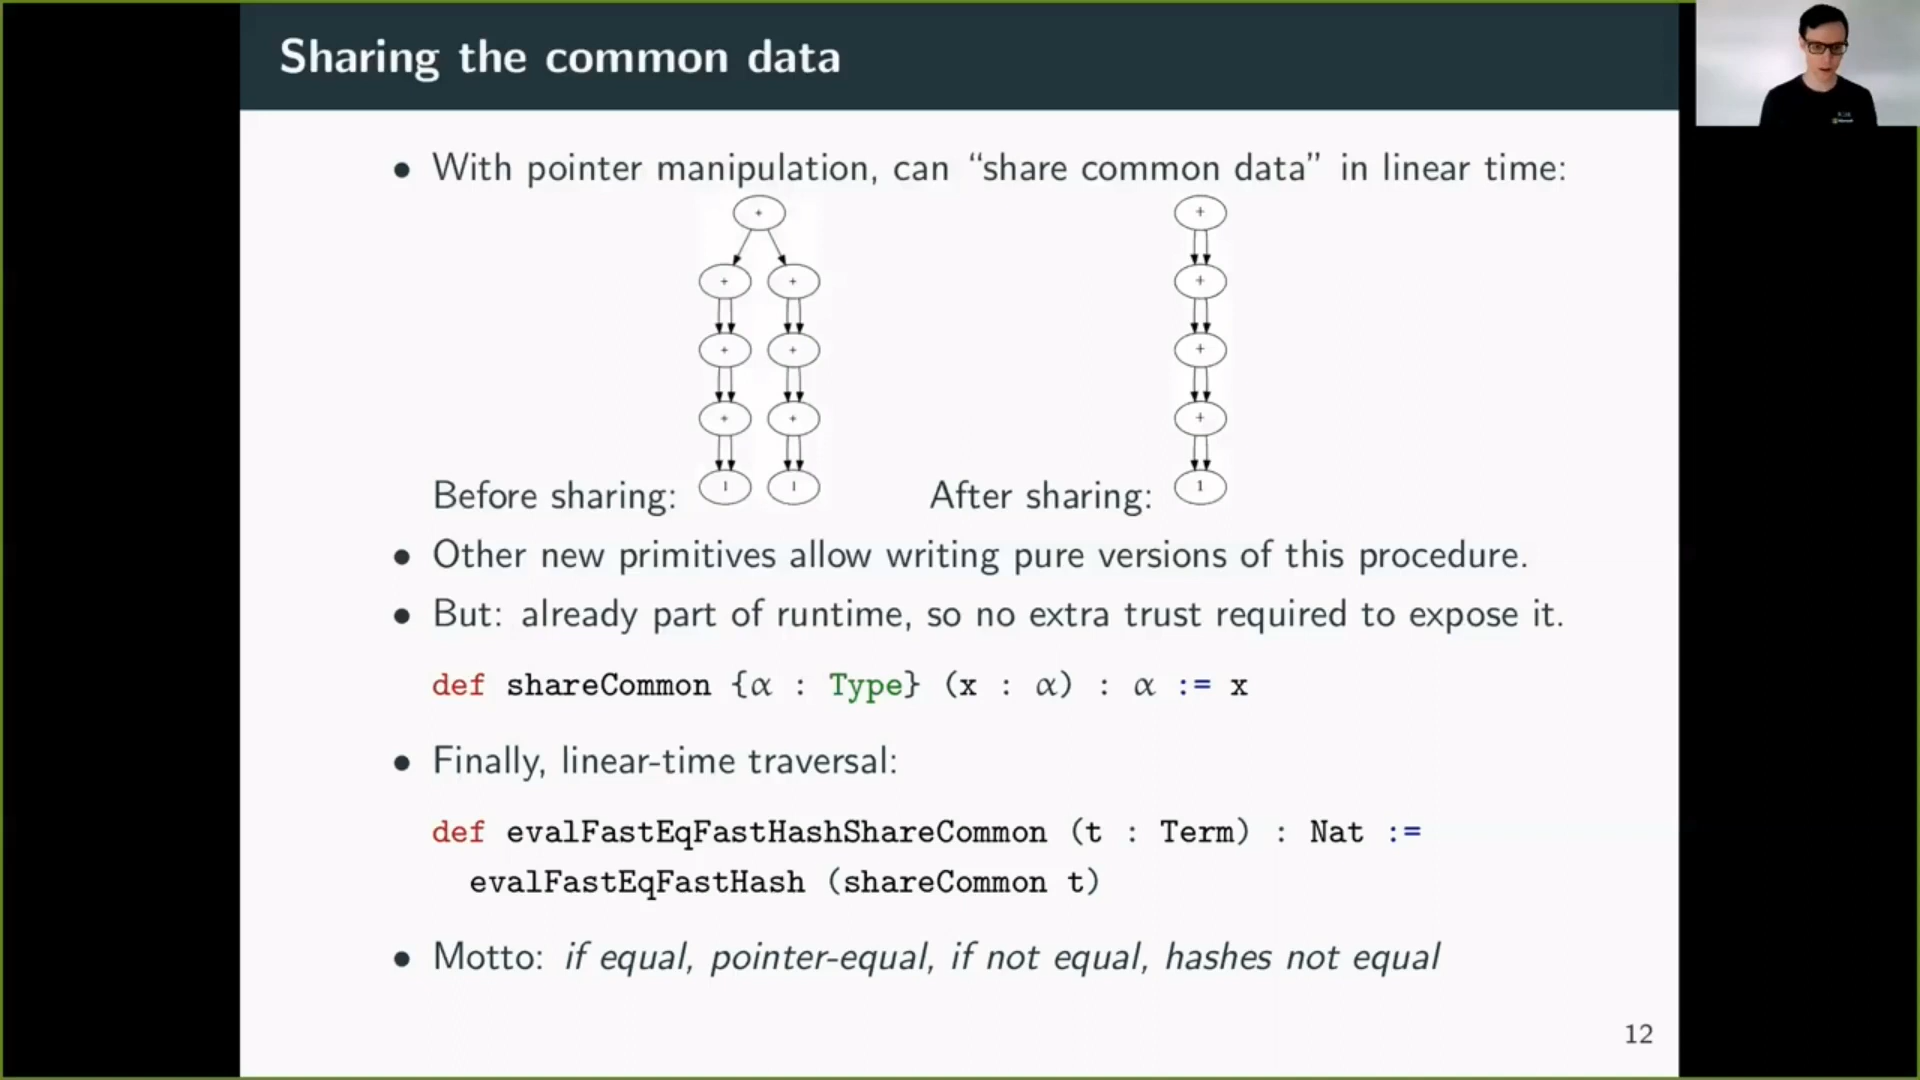 Sharing the common data
• With pointer manipulation, can “share common data” in linear time:
+ +
+ + +
+ + +
+ + +
Before sharing: 1 1 After sharing: 1
• Other new primitives allow writing pure versions of this procedure.
• But: already part of runtime, so no extra trust required to expose it.
def shareCommon {α : Type} (x : α) : α := x
• Finally, linear-time traversal:
def evalFastEqFastHashShareCommon (t : Term) : Nat :=
evalFastEqFastHash (shareCommon t)
• Motto: if equal, pointer-equal, if not equal, hashes not equal
12